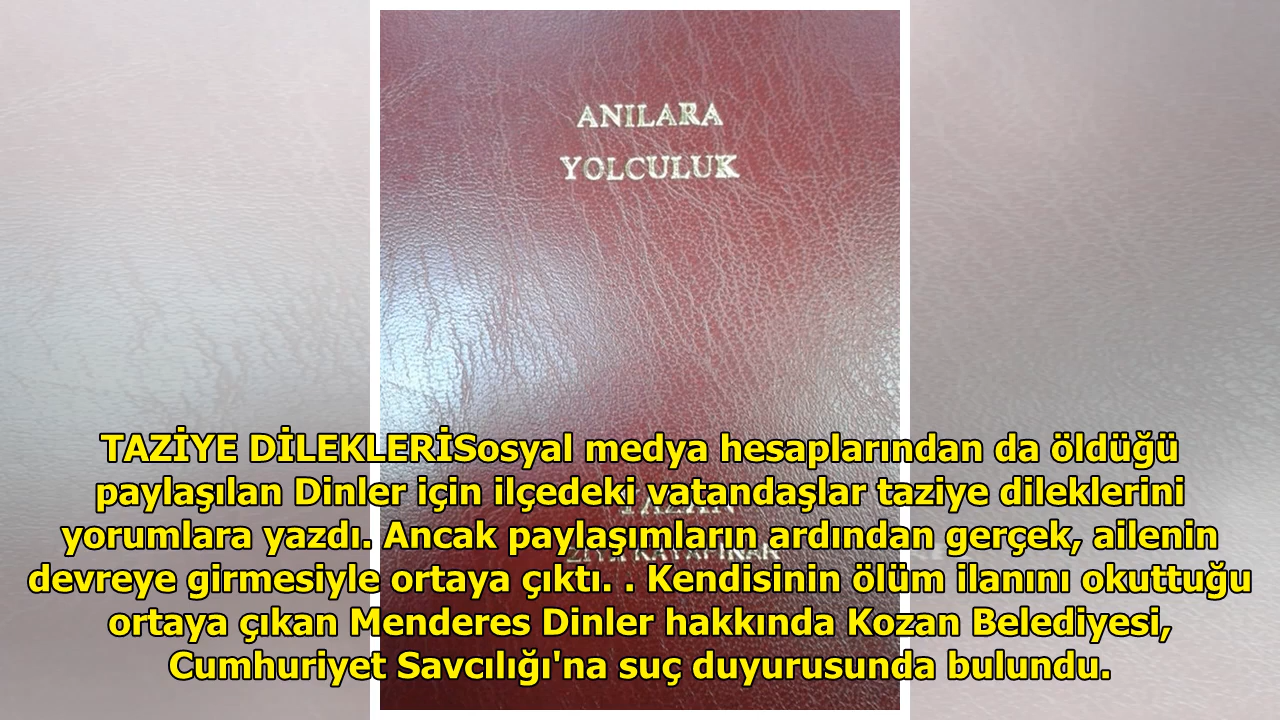 ANILARA
YOLCULUK
TAZİYE DİLEKLERİSosyal medya hesaplarından da öldüğü
paylaşılan Dinler için ilçedeki vatandaşlar taziye dileklerini
yorumlara yazdı. Ancak paylaşımların ardından gerçek, ailenin
devreye girmesiyle ortaya çıktı. . Kendisinin ölüm ilanını okuttuğu
ortaya çıkan Menderes Dinler hakkında Kozan Belediyesi,
Cumhuriyet Savcılığı'na suç duyurusunda bulundu.